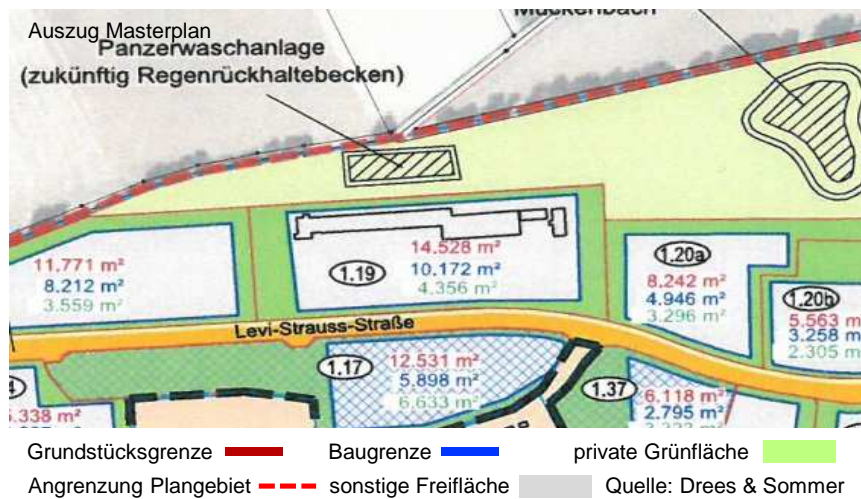 Auszug Masterplan
Mückenbach
Panzerwaschanlage
(zukünftig Regenrückhaltebecken)
11.771 m²
8.212 m²
3.559 m²
1.19
14.528 m²
10.172 m²
4.356 m²
1.20a
8.242 m²
4.946 m²
3.296 m²
1.20b
5.563 m
3.258 m
2.305 m
Levi-Strauss-Straße
1.17
12.531 m²
5.898 m²
6.633 m²
1.37
6.118 m²
2.795 m²
.338 m²
Grundstücksgrenze
Baugrenze
private Grünfläche
Angrenzung Plangebiet
sonstige Freifläche
Quelle: Drees & Sommer